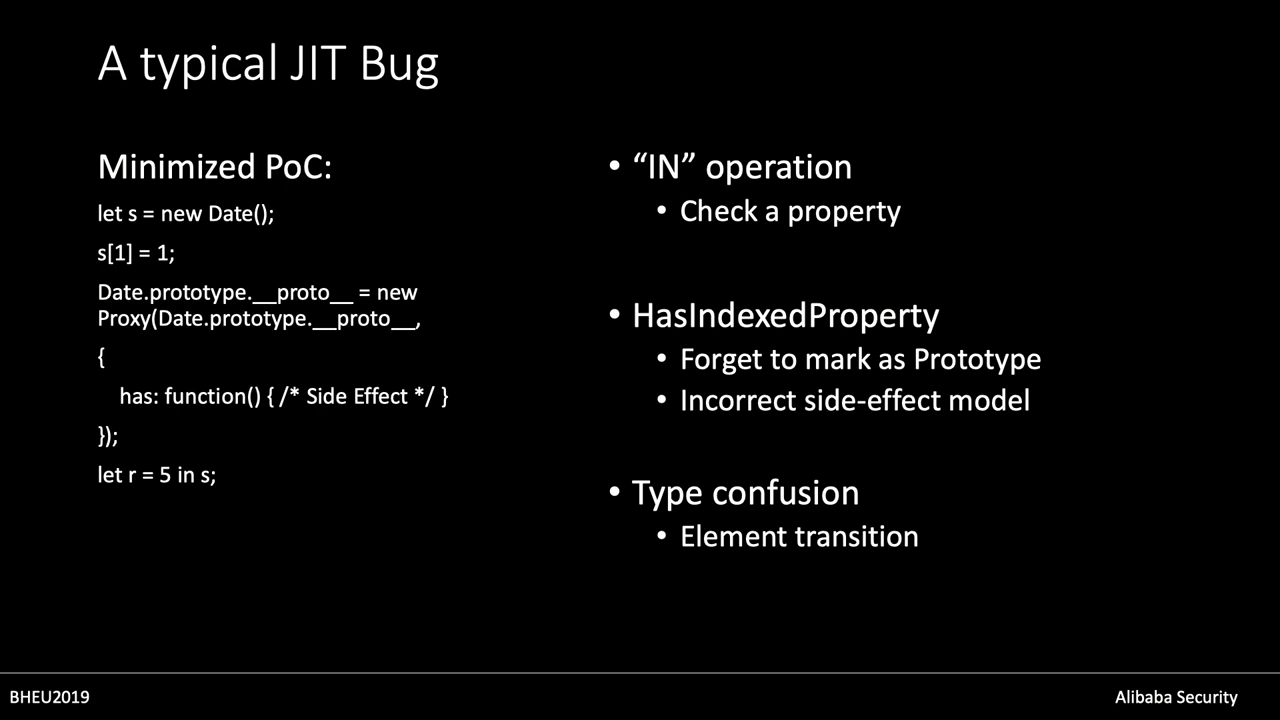 A typical JIT Bug
Minimized PoC:
let s = new Date();
s[1] = 1;
Date.prototype.__proto__ = new
Proxy(Date.prototype.__proto__,
{
has: function() { /* Side Effect */ }
});
let r = 5 in s;
• “IN” operation
• Check a property
• HasIndexedProperty
• Forget to mark as Prototype
• Incorrect side-effect model
• Type confusion
• Element transition
BHEU2019
Alibaba Security